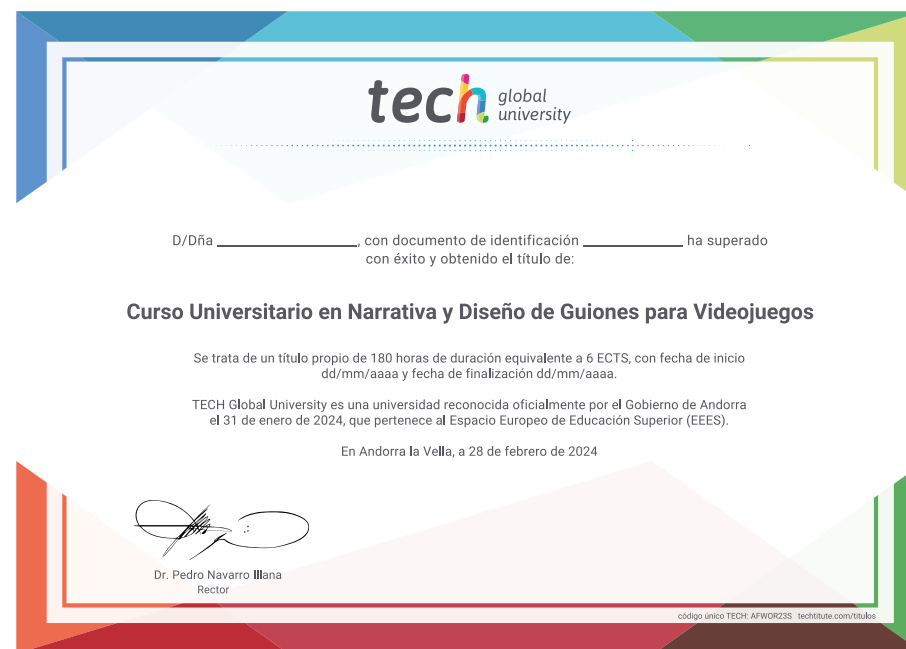 tech global university
D/Dña ____________________, con documento de identificación ______________ ha superado
con éxito y obtenido el título de:
Curso Universitario en Narrativa y Diseño de Guiones para Videojuegos
Se trata de un título propio de 180 horas de duración equivalente a 6 ECTS, con fecha de inicio
dd/mm/aaaa y fecha de finalización dd/mm/aaaa.
TECH Global University es una universidad reconocida oficialmente por el Gobierno de Andorra
el 31 de enero de 2024, que pertenece al Espacio Europeo de Educación Superior (EEES).
En Andorra la Vella, a 28 de febrero de 2024
Dr. Pedro Navarro Illana
Rector
código único TECH: AFWOR23S techtitute.com/titulos